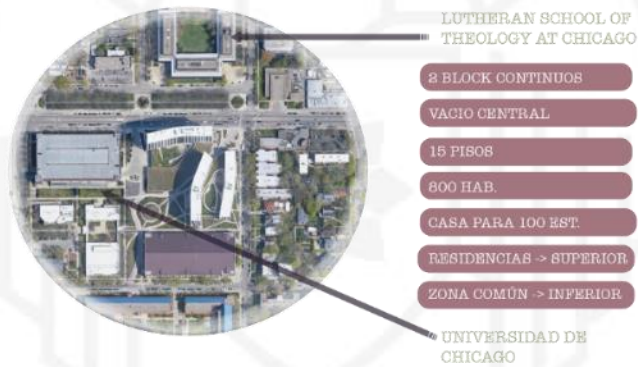 LUTHERAN SCHOOL OF
THEOLOGY AT CHICAGO
2 BLOCK CONTINUOS
VACIO CENTRAL
15 PISOS
800 HAB.
CASA PARA 100 EST.
RESIDENCIAS -> SUPERIOR
ZONA COMÚN -> INFERIOR
UNIVERSIDAD DE
CHICAGO